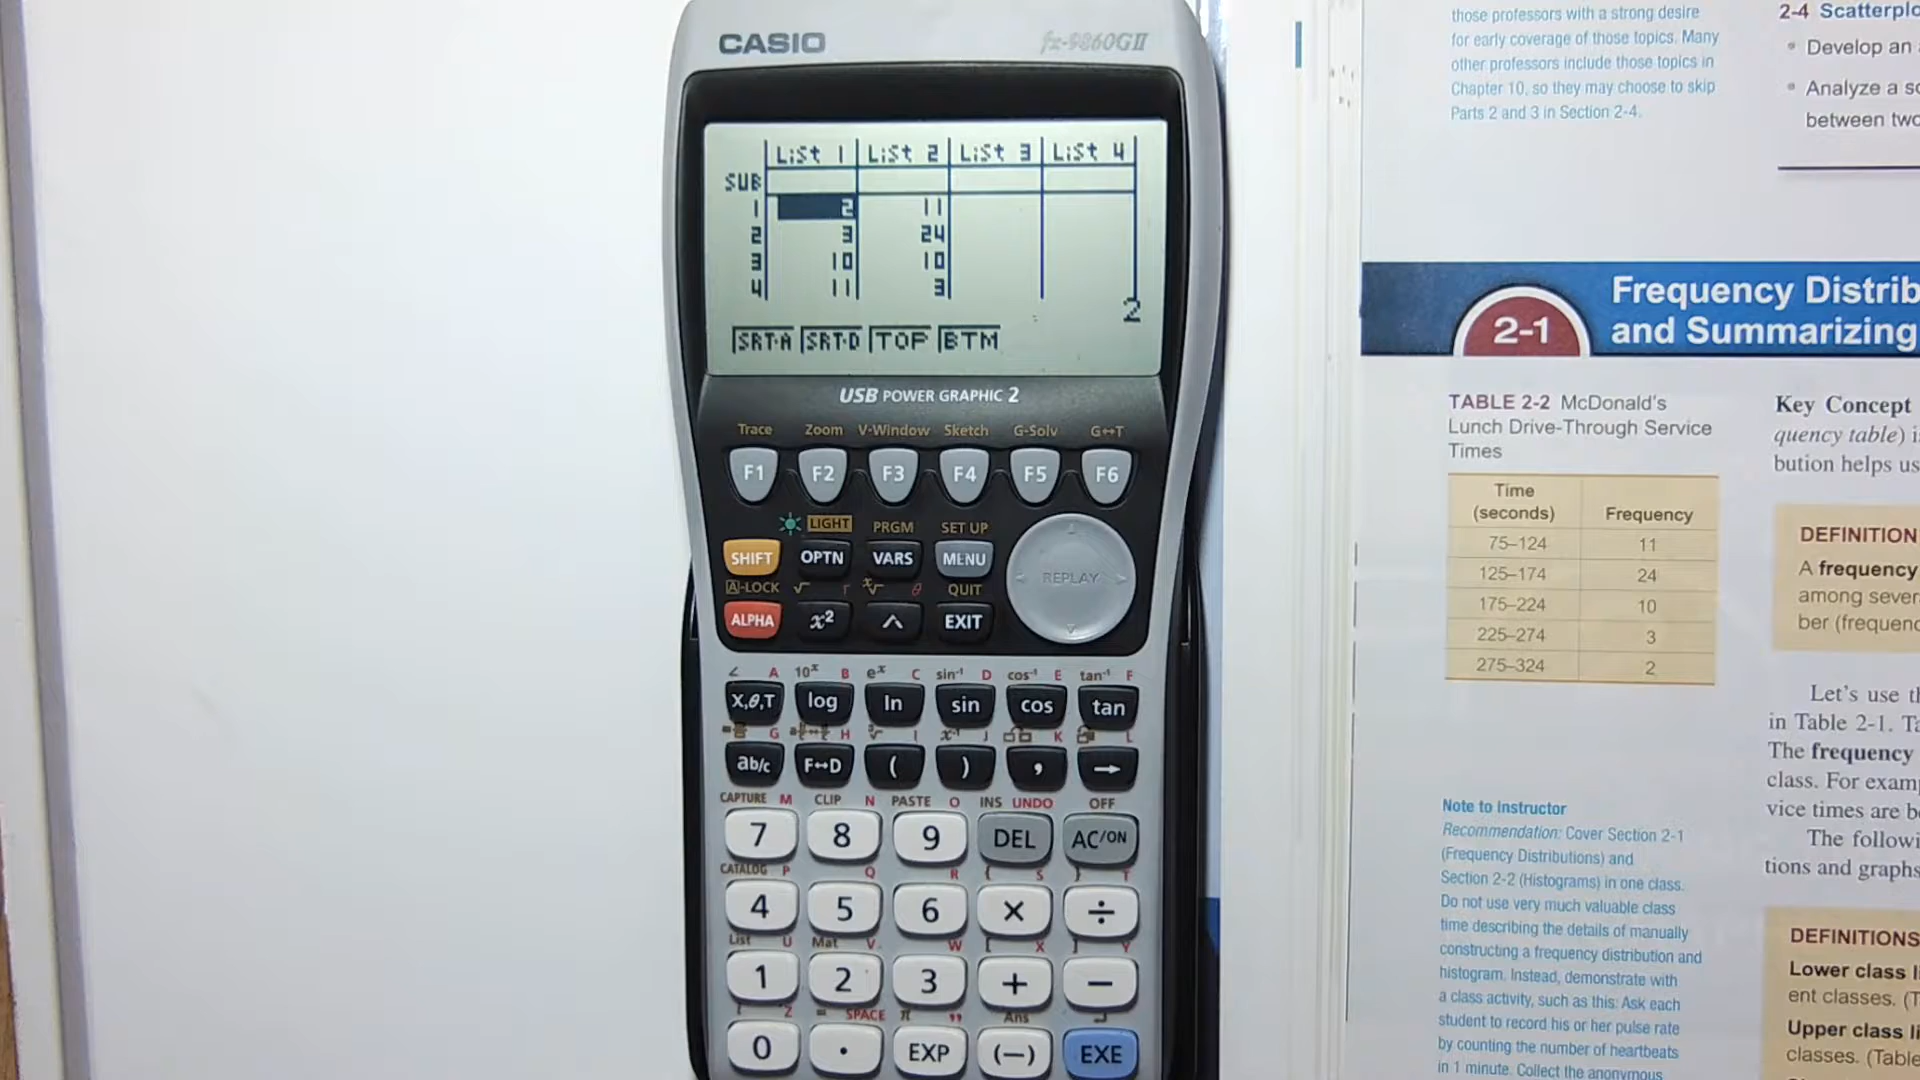 CASIO
fx-9860GII
List 1 List 2 List 3 List 4
SUB
1 2 11
2 3 24
3 10 10
4 11 3
2
SRT·A SRT·D TOP BTM
USB POWER GRAPHIC 2
Trace Zoom V-Window Sketch G-Solv G↔T
F1 F2 F3 F4 F5 F6
LIGHT PRGM SET UP
SHIFT OPTN VARS MENU
REPLAY
A-LOCK √ r ˣ√ θ QUIT
ALPHA x² ^ EXIT
∠ A 10ˣ B eˣ C sin⁻¹ D cos⁻¹ E tan⁻¹ F
X,θ,T log ln sin cos tan
G H ³√ I x⁻¹ J K L
ab/c F↔D ( ) , →
CAPTURE M CLIP N PASTE O INS UNDO OFF
7 8 9 DEL AC/ON
CATALOG P Q R { S } T
4 5 6 × ÷
List U Mat V W [ X ] Y
1 2 3 + −
i Z = SPACE π " Ans
0 . EXP (−) EXE
those professors with a strong desire
for early coverage of those topics. Many
other professors include those topics in
Chapter 10, so they may choose to skip
Parts 2 and 3 in Section 2-4.
2-4 Scatterplo
• Develop an
• Analyze a sc
between two
2-1
Frequency Distrib
and Summarizing
TABLE 2-2 McDonald's
Lunch Drive-Through Service
Times
Time
(seconds) Frequency
75–124 11
125–174 24
175–224 10
225–274 3
275–324 2
Note to Instructor
Recommendation: Cover Section 2-1
(Frequency Distributions) and
Section 2-2 (Histograms) in one class.
Do not use very much valuable class
time describing the details of manually
constructing a frequency distribution and
histogram. Instead, demonstrate with
a class activity, such as this: Ask each
student to record his or her pulse rate
by counting the number of heartbeats
in 1 minute. Collect the anonymous
Key Concept
quency table) i
bution helps us
DEFINITION
A frequency
among sever
ber (frequenc
Let's use th
in Table 2-1. Ta
The frequency
class. For examp
vice times are be
The followi
tions and graphs
DEFINITIONS
Lower class li
ent classes. (T
Upper class li
classes. (Table